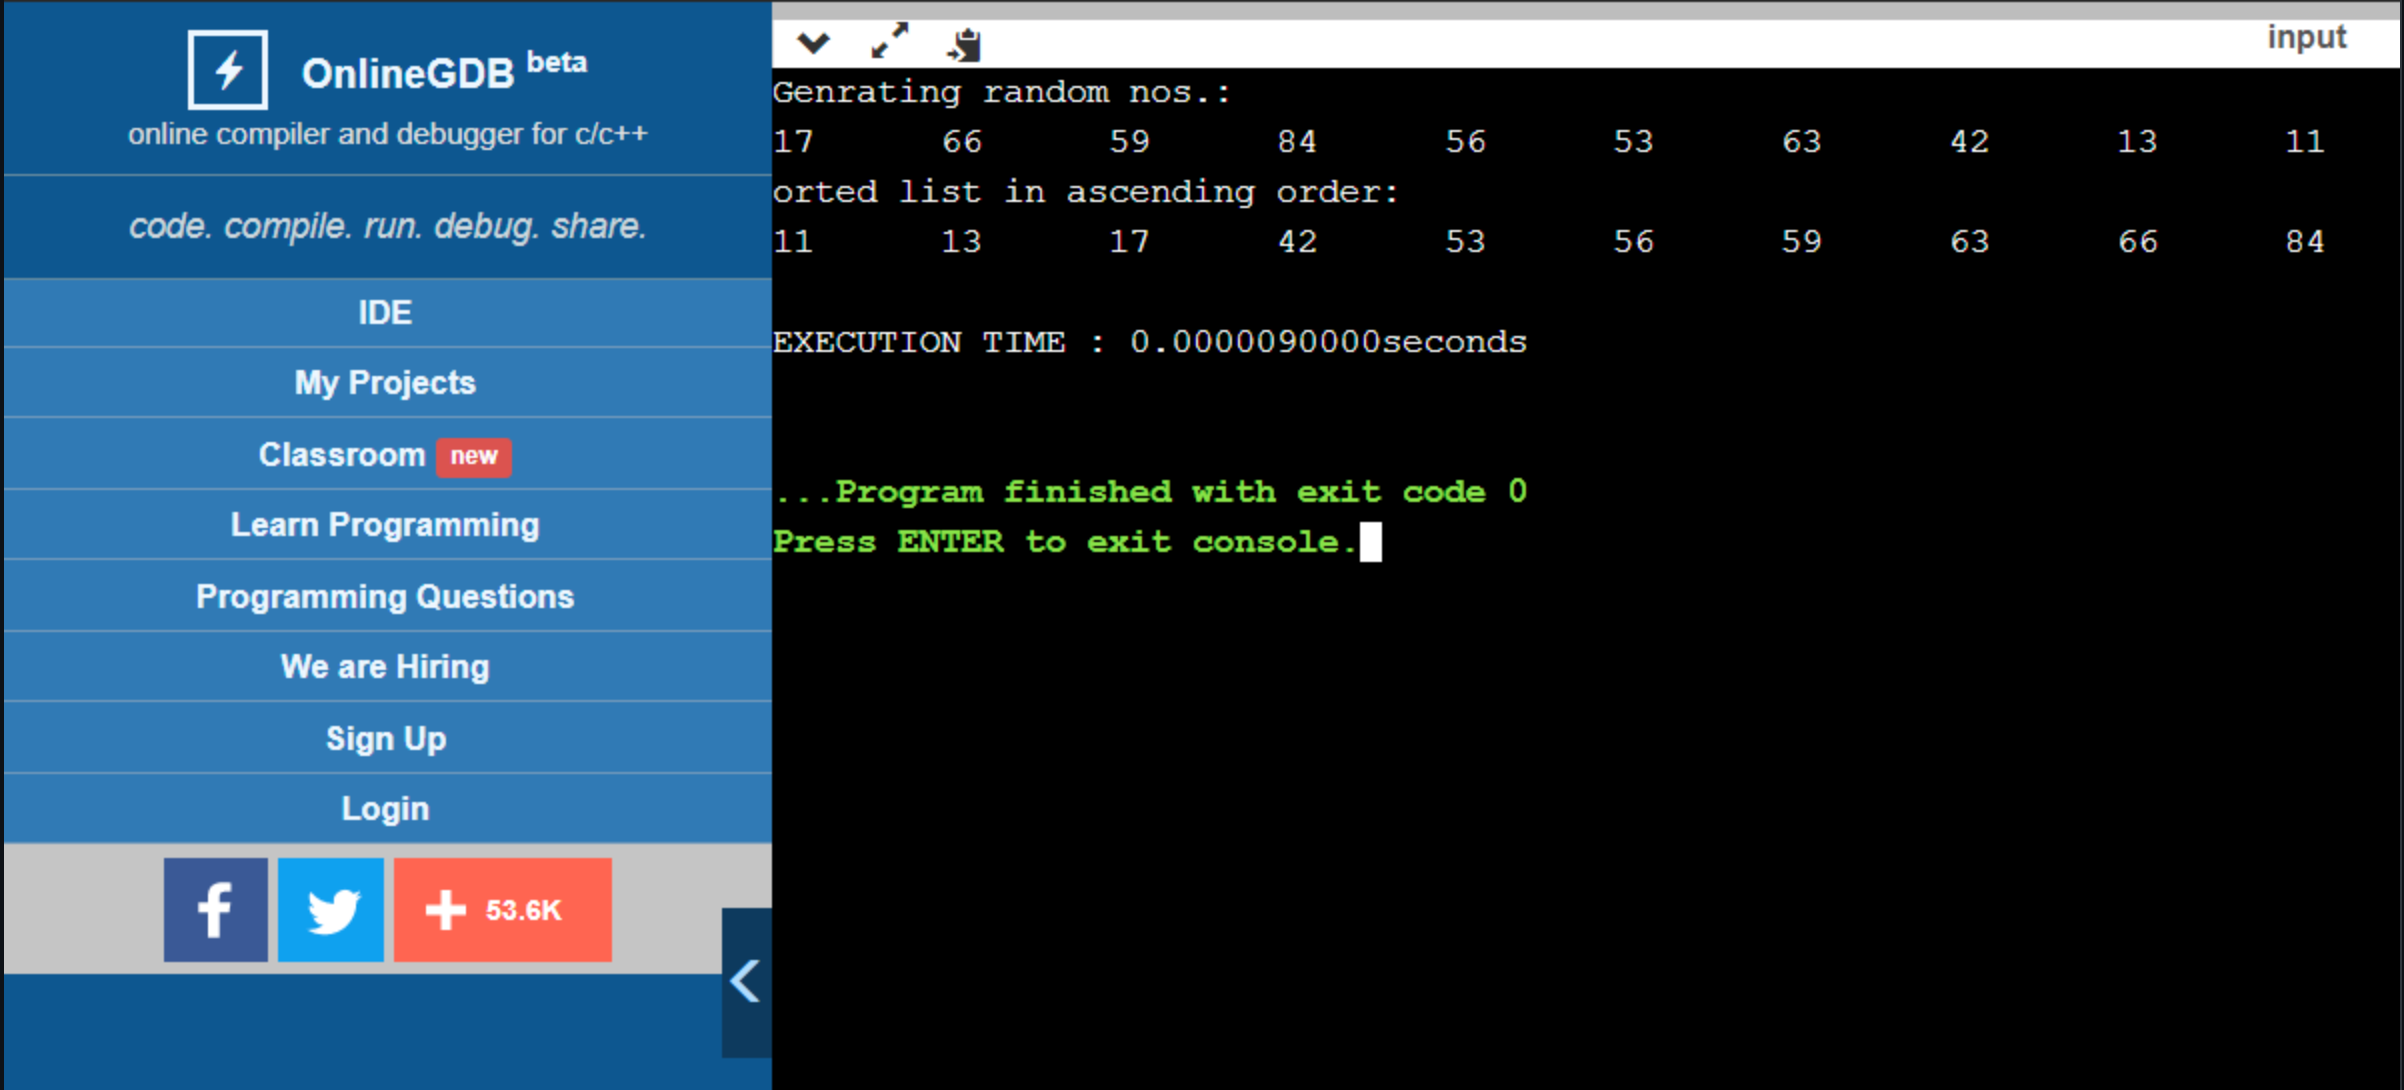 OnlineGDB beta
online compiler and debugger for c/c++
code. compile. run. debug. share.
IDE
My Projects
Classroom new
Learn Programming
Programming Questions
We are Hiring
Sign Up
Login
f
+ 53.6K
input
Genrating random nos.:
17 66 59 84 56 53 63 42 13 11
orted list in ascending order:
11 13 17 42 53 56 59 63 66 84
EXECUTION TIME : 0.0000090000seconds
...Program finished with exit code 0
Press ENTER to exit console.